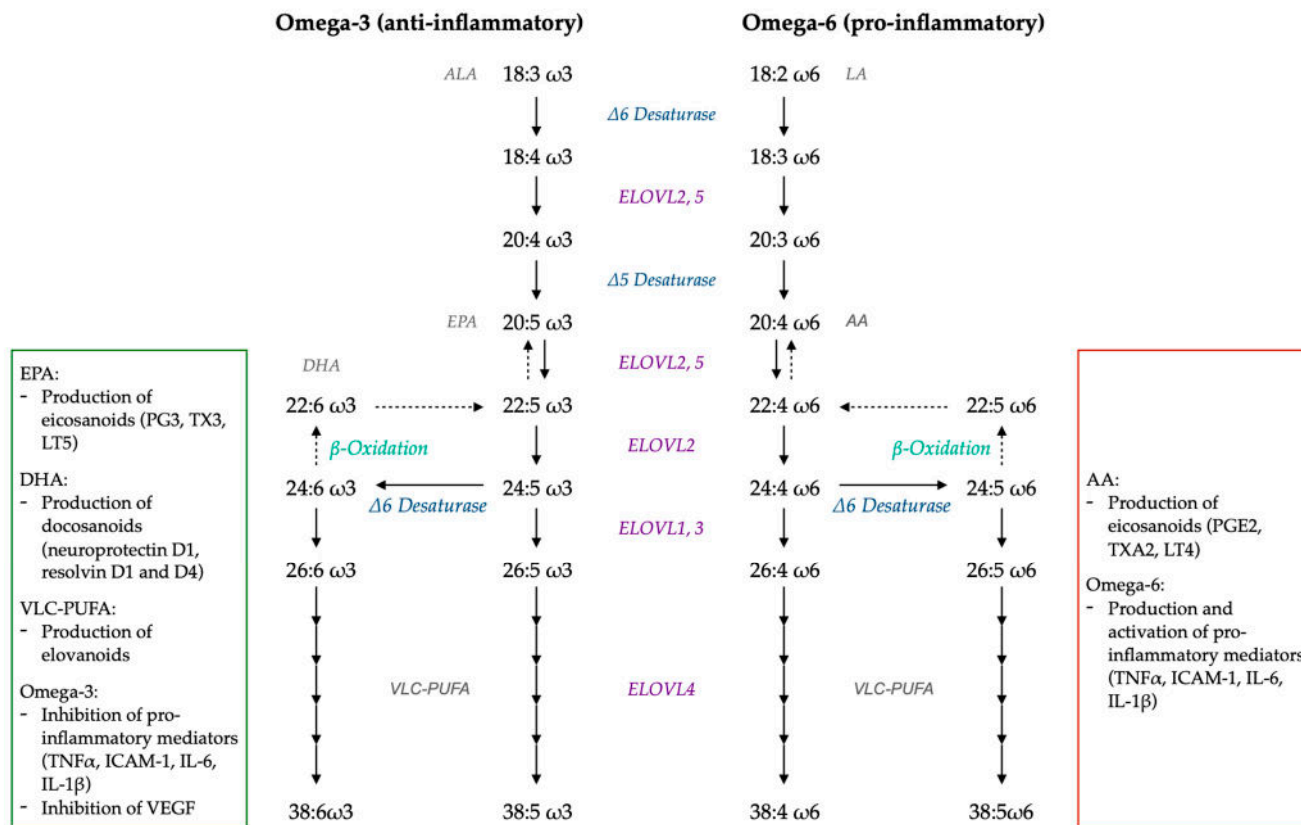 Omega-3 (anti-inflammatory)
Omega-6 (pro-inflammatory)
ALA 18:3 ω3
18:2 ω6 LA
Δ6 Desaturase
18:4 ω3
18:3 ω6
ELOVL2, 5
20:4 ω3
20:3 ω6
Δ5 Desaturase
EPA 20:5 ω3
20:4 ω6 AA
ELOVL2, 5
DHA
22:6 ω3
22:5 ω3
22:4 ω6
22:5 ω6
β-Oxidation
ELOVL2
β-Oxidation
24:6 ω3
24:5 ω3
24:4 ω6
24:5 ω6
Δ6 Desaturase
ELOVL1, 3
Δ6 Desaturase
26:6 ω3
26:5 ω3
26:4 ω6
26:5 ω6
VLC-PUFA
ELOVL4
VLC-PUFA
38:6ω3
38:5 ω3
38:4 ω6
38:5ω6
EPA:
- Production of
eicosanoids (PG3, TX3,
LT5)
DHA:
- Production of
docosanoids
(neuroprotectin D1,
resolvin D1 and D4)
VLC-PUFA:
- Production of
elovanoids
Omega-3:
- Inhibition of pro-
inflammatory mediators
(TNFα, ICAM-1, IL-6,
IL-1β)
- Inhibition of VEGF
AA:
- Production of
eicosanoids (PGE2,
TXA2, LT4)
Omega-6:
- Production and
activation of pro-
inflammatory mediators
(TNFα, ICAM-1, IL-6,
IL-1β)